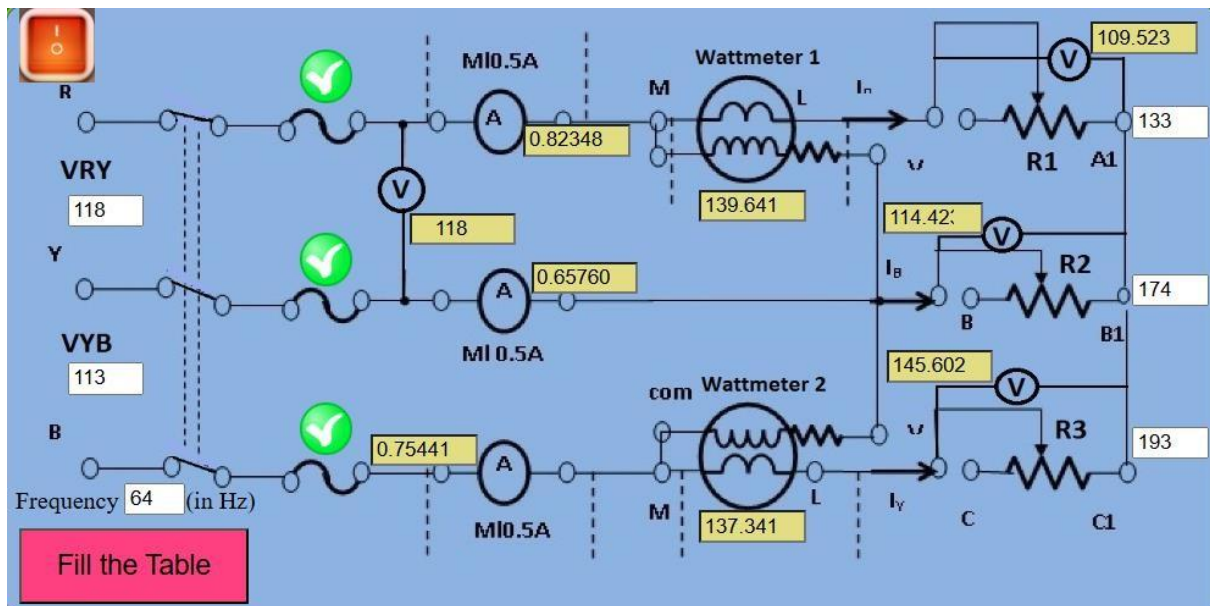 I
O
R
MI0.5A
A
0.82348
M
Wattmeter 1
L
139.641
V
109.523
R1
A1
133
VRY
118
V
118
Y
A
0.65760
MI 0.5A
114.42
V
R2
B
B1
174
VYB
113
com
Wattmeter 2
145.602
V
B
0.75441
A
MI0.5A
M
L
137.341
I_Y
R3
C
C1
193
I_B
Frequency 64 (in Hz)
Fill the Table